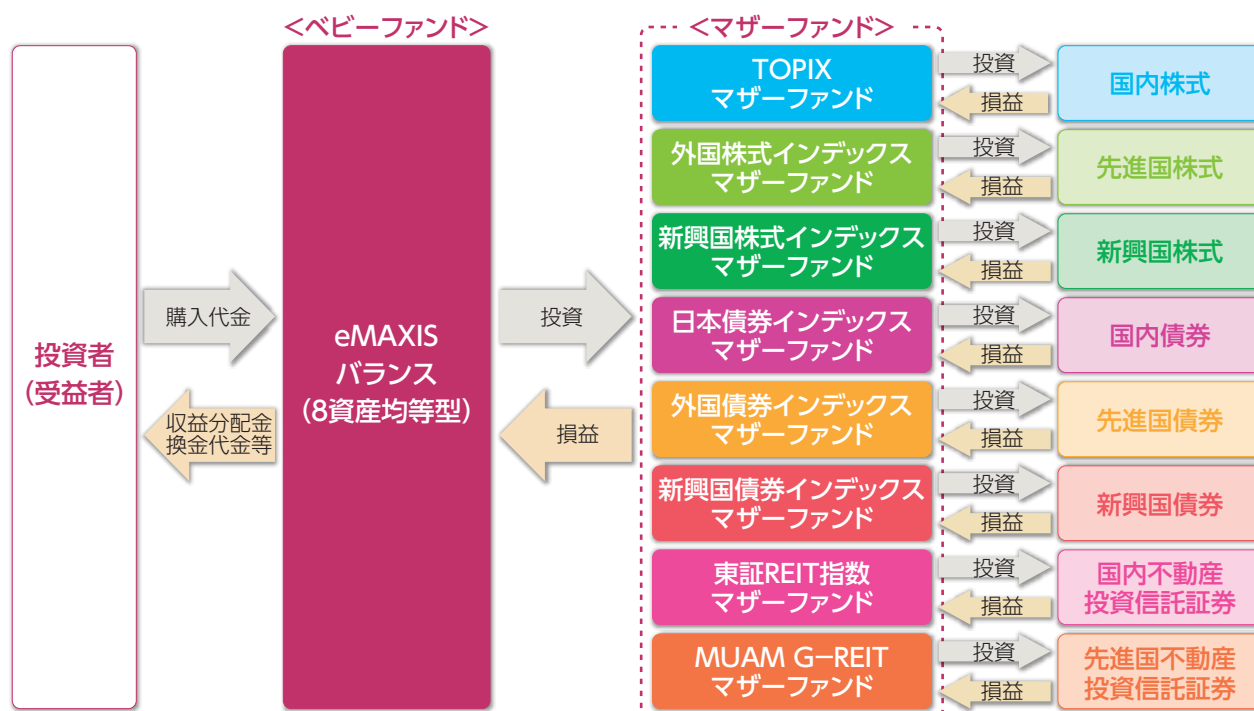 <ベビーファンド>
<マザーファンド>
投資者
(受益者)
購入代金
収益分配金
換金代金等
eMAXIS
バランス
(8資産均等型)
投資
損益
TOPIX
マザーファンド
投資
損益
国内株式
外国株式インデックス
マザーファンド
投資
損益
先進国株式
新興国株式インデックス
マザーファンド
投資
損益
新興国株式
日本債券インデックス
マザーファンド
投資
損益
国内債券
外国債券インデックス
マザーファンド
投資
損益
先進国債券
新興国債券インデックス
マザーファンド
投資
損益
新興国債券
東証REIT指数
マザーファンド
投資
損益
国内不動産
投資信託証券
MUAM G-REIT
マザーファンド
投資
損益
先進国不動産
投資信託証券